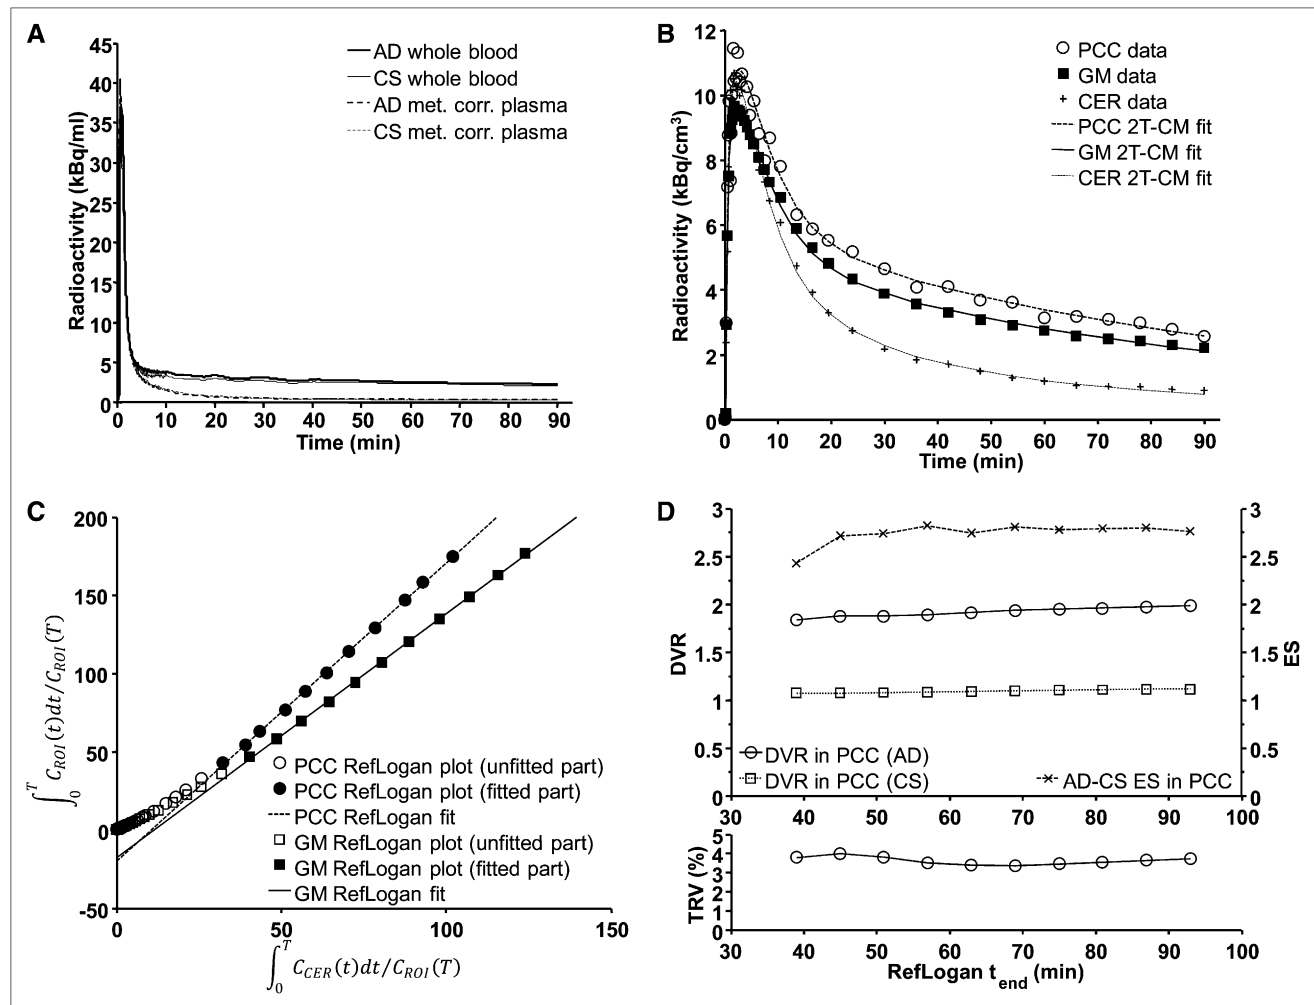 A
45
40
35
30
25
20
15
10
5
0
Radioactivity (kBq/ml)
AD whole blood
CS whole blood
AD met. corr. plasma
CS met. corr. plasma
0 10 20 30 40 50 60 70 80 90
Time (min)
B
12
10
8
6
4
2
0
Radioactivity (kBq/cm³)
PCC data
GM data
CER data
PCC 2T-CM fit
GM 2T-CM fit
CER 2T-CM fit
0 10 20 30 40 50 60 70 80 90
Time (min)
C
200
150
100
50
0
-50
∫₀ᵀ C_ROI(t)dt/C_ROI(T)
PCC RefLogan plot (unfitted part)
PCC RefLogan plot (fitted part)
PCC RefLogan fit
GM RefLogan plot (unfitted part)
GM RefLogan plot (fitted part)
GM RefLogan fit
0 50 100 150
∫₀ᵀ C_CER(t)dt/C_ROI(T)
D
3
2.5
2
1.5
1
0.5
0
DVR
3
2.5
2
1.5
1
0.5
0
ES
DVR in PCC (AD)
DVR in PCC (CS)
AD-CS ES in PCC
30 40 50 60 70 80 90 100
5
4
3
2
1
0
TRV (%)
30 40 50 60 70 80 90 100
RefLogan t_end (min)